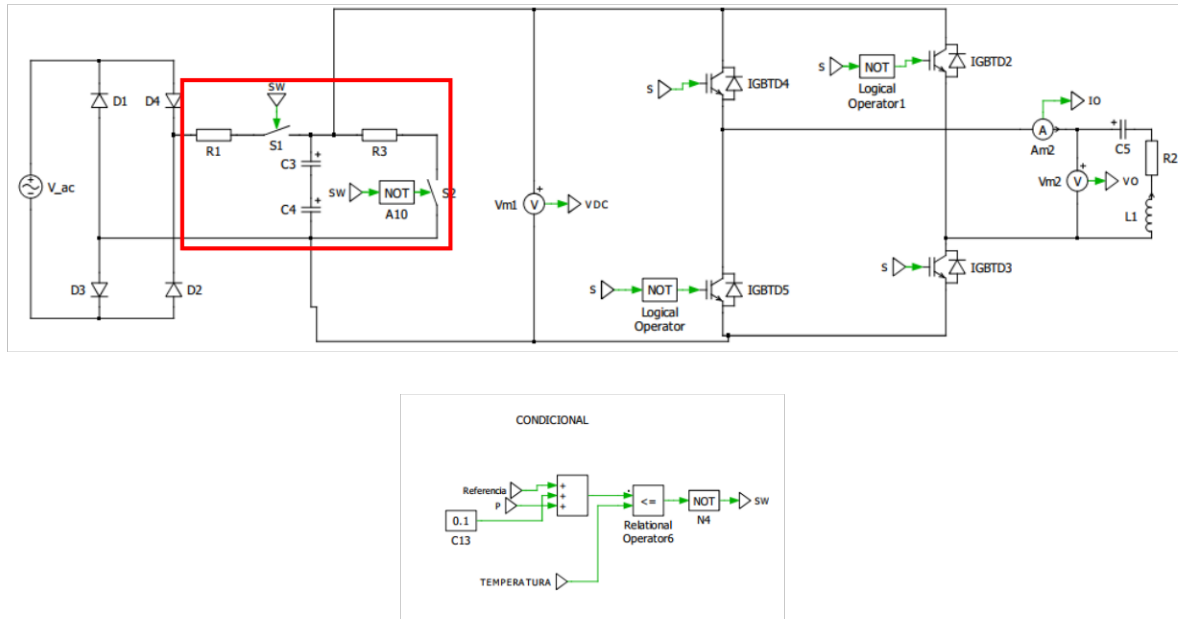 D1
D4
SW
S1
R1
C3
R3
C4
SW
NOT
A10
S2
V_ac
D3
D2
+
V
Vm1
VDC
S
IGBTD4
S
NOT
Logical
Operator1
IGBTD2
A
Am2
IO
+
C5
R2
+
V
Vm2
VO
L1
S
NOT
Logical
Operator
IGBTD5
S
IGBTD3
CONDICIONAL
Referencia
P
0.1
C13
+
+
+
<=
Relational
Operator6
NOT
N4
SW
TEMPERATURA